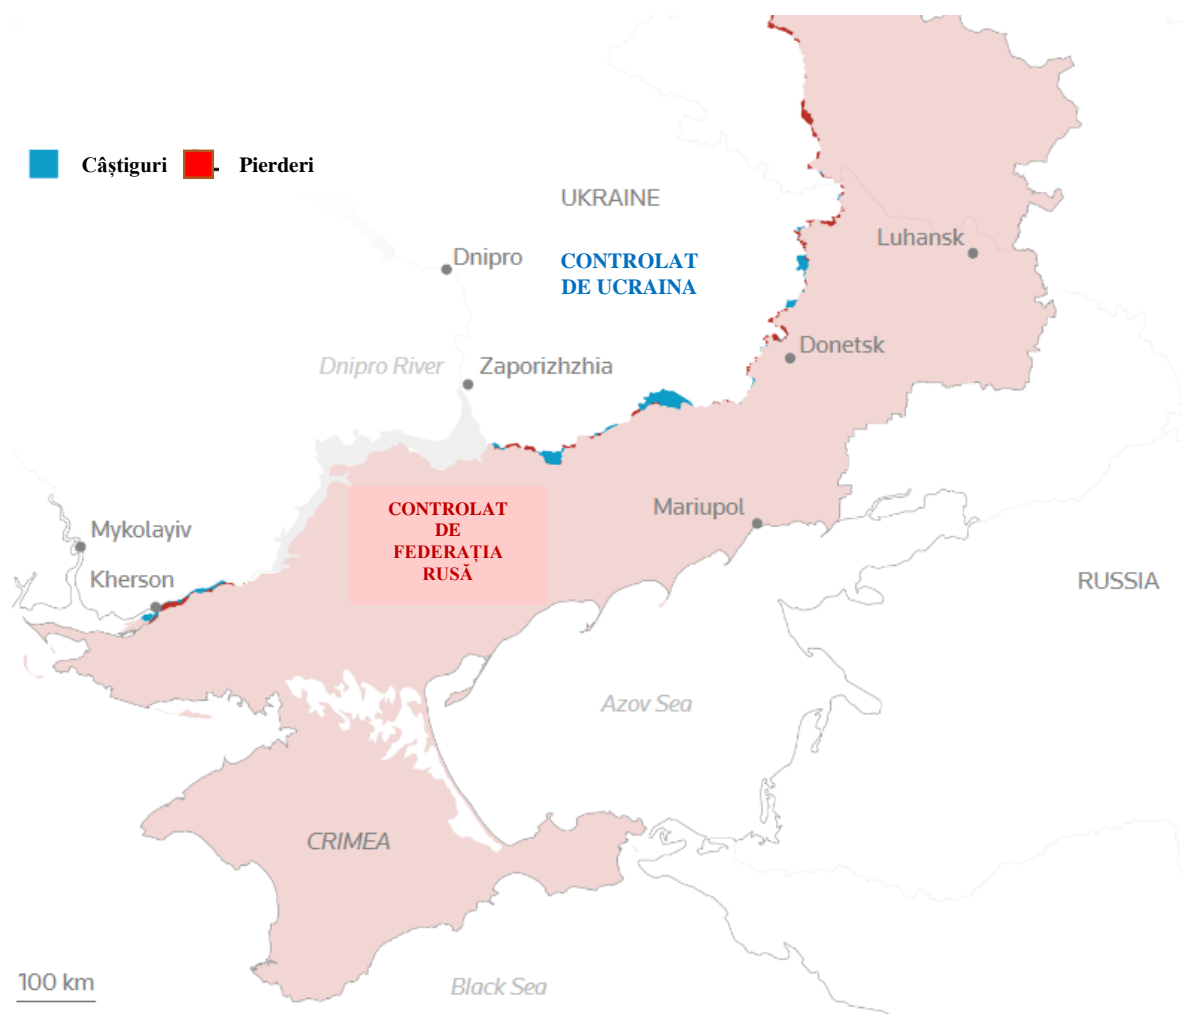 Câștiguri - Pierderi
UKRAINE
Luhansk
Dnipro
CONTROLAT
DE UCRAINA
Donetsk
Dnipro River
Zaporizhzhia
CONTROLAT
DE
FEDERAȚIA
RUSĂ
Mariupol
Mykolayiv
Kherson
RUSSIA
Azov Sea
CRIMEA
100 km
Black Sea